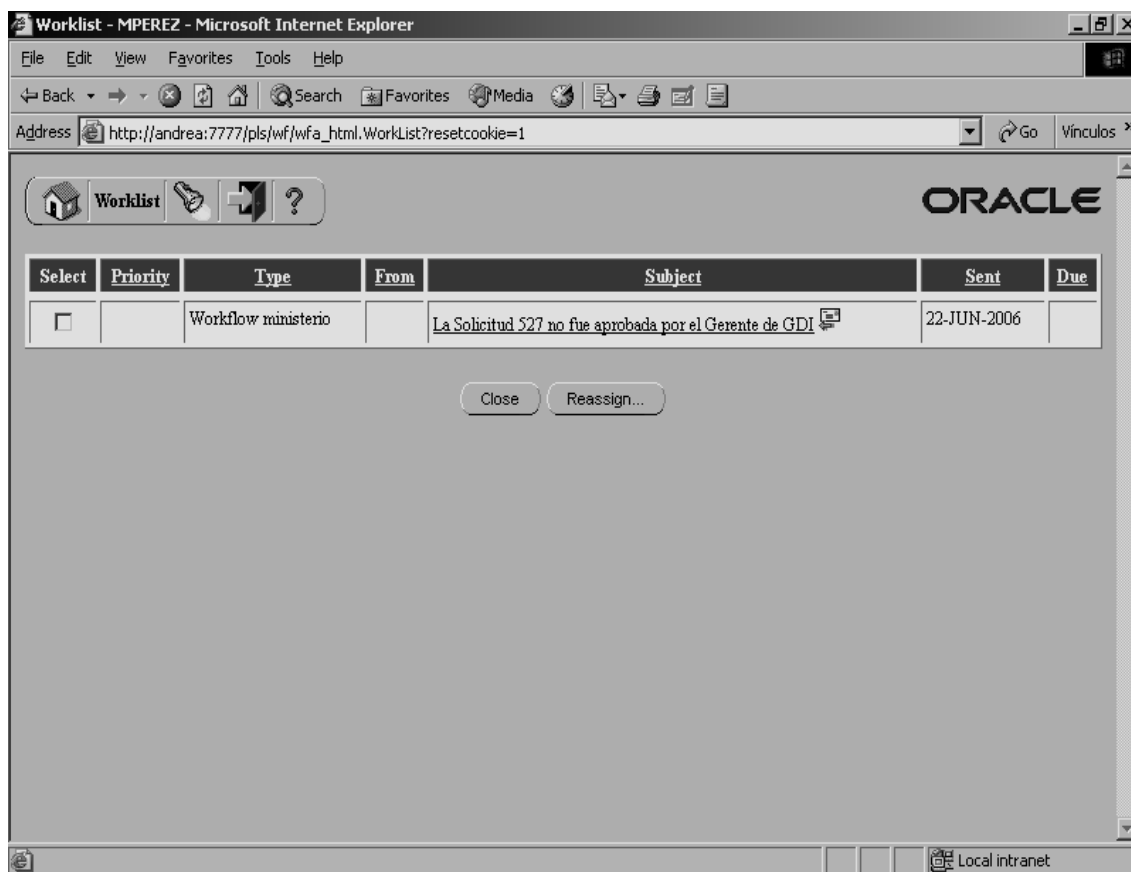 Worklist - MPEREZ - Microsoft Internet Explorer
File Edit View Favorites Tools Help
Back Search Favorites Media
Address http://andrea:7777/pls/wf/wfa_html.WorkList?resetcookie=1 Go Vínculos »
Worklist ? ORACLE
Select Priority Type From Subject Sent Due
Workflow ministerio La Solicitud 527 no fue aprobada por el Gerente de GDI 22-JUN-2006
Close Reassign...
Local intranet